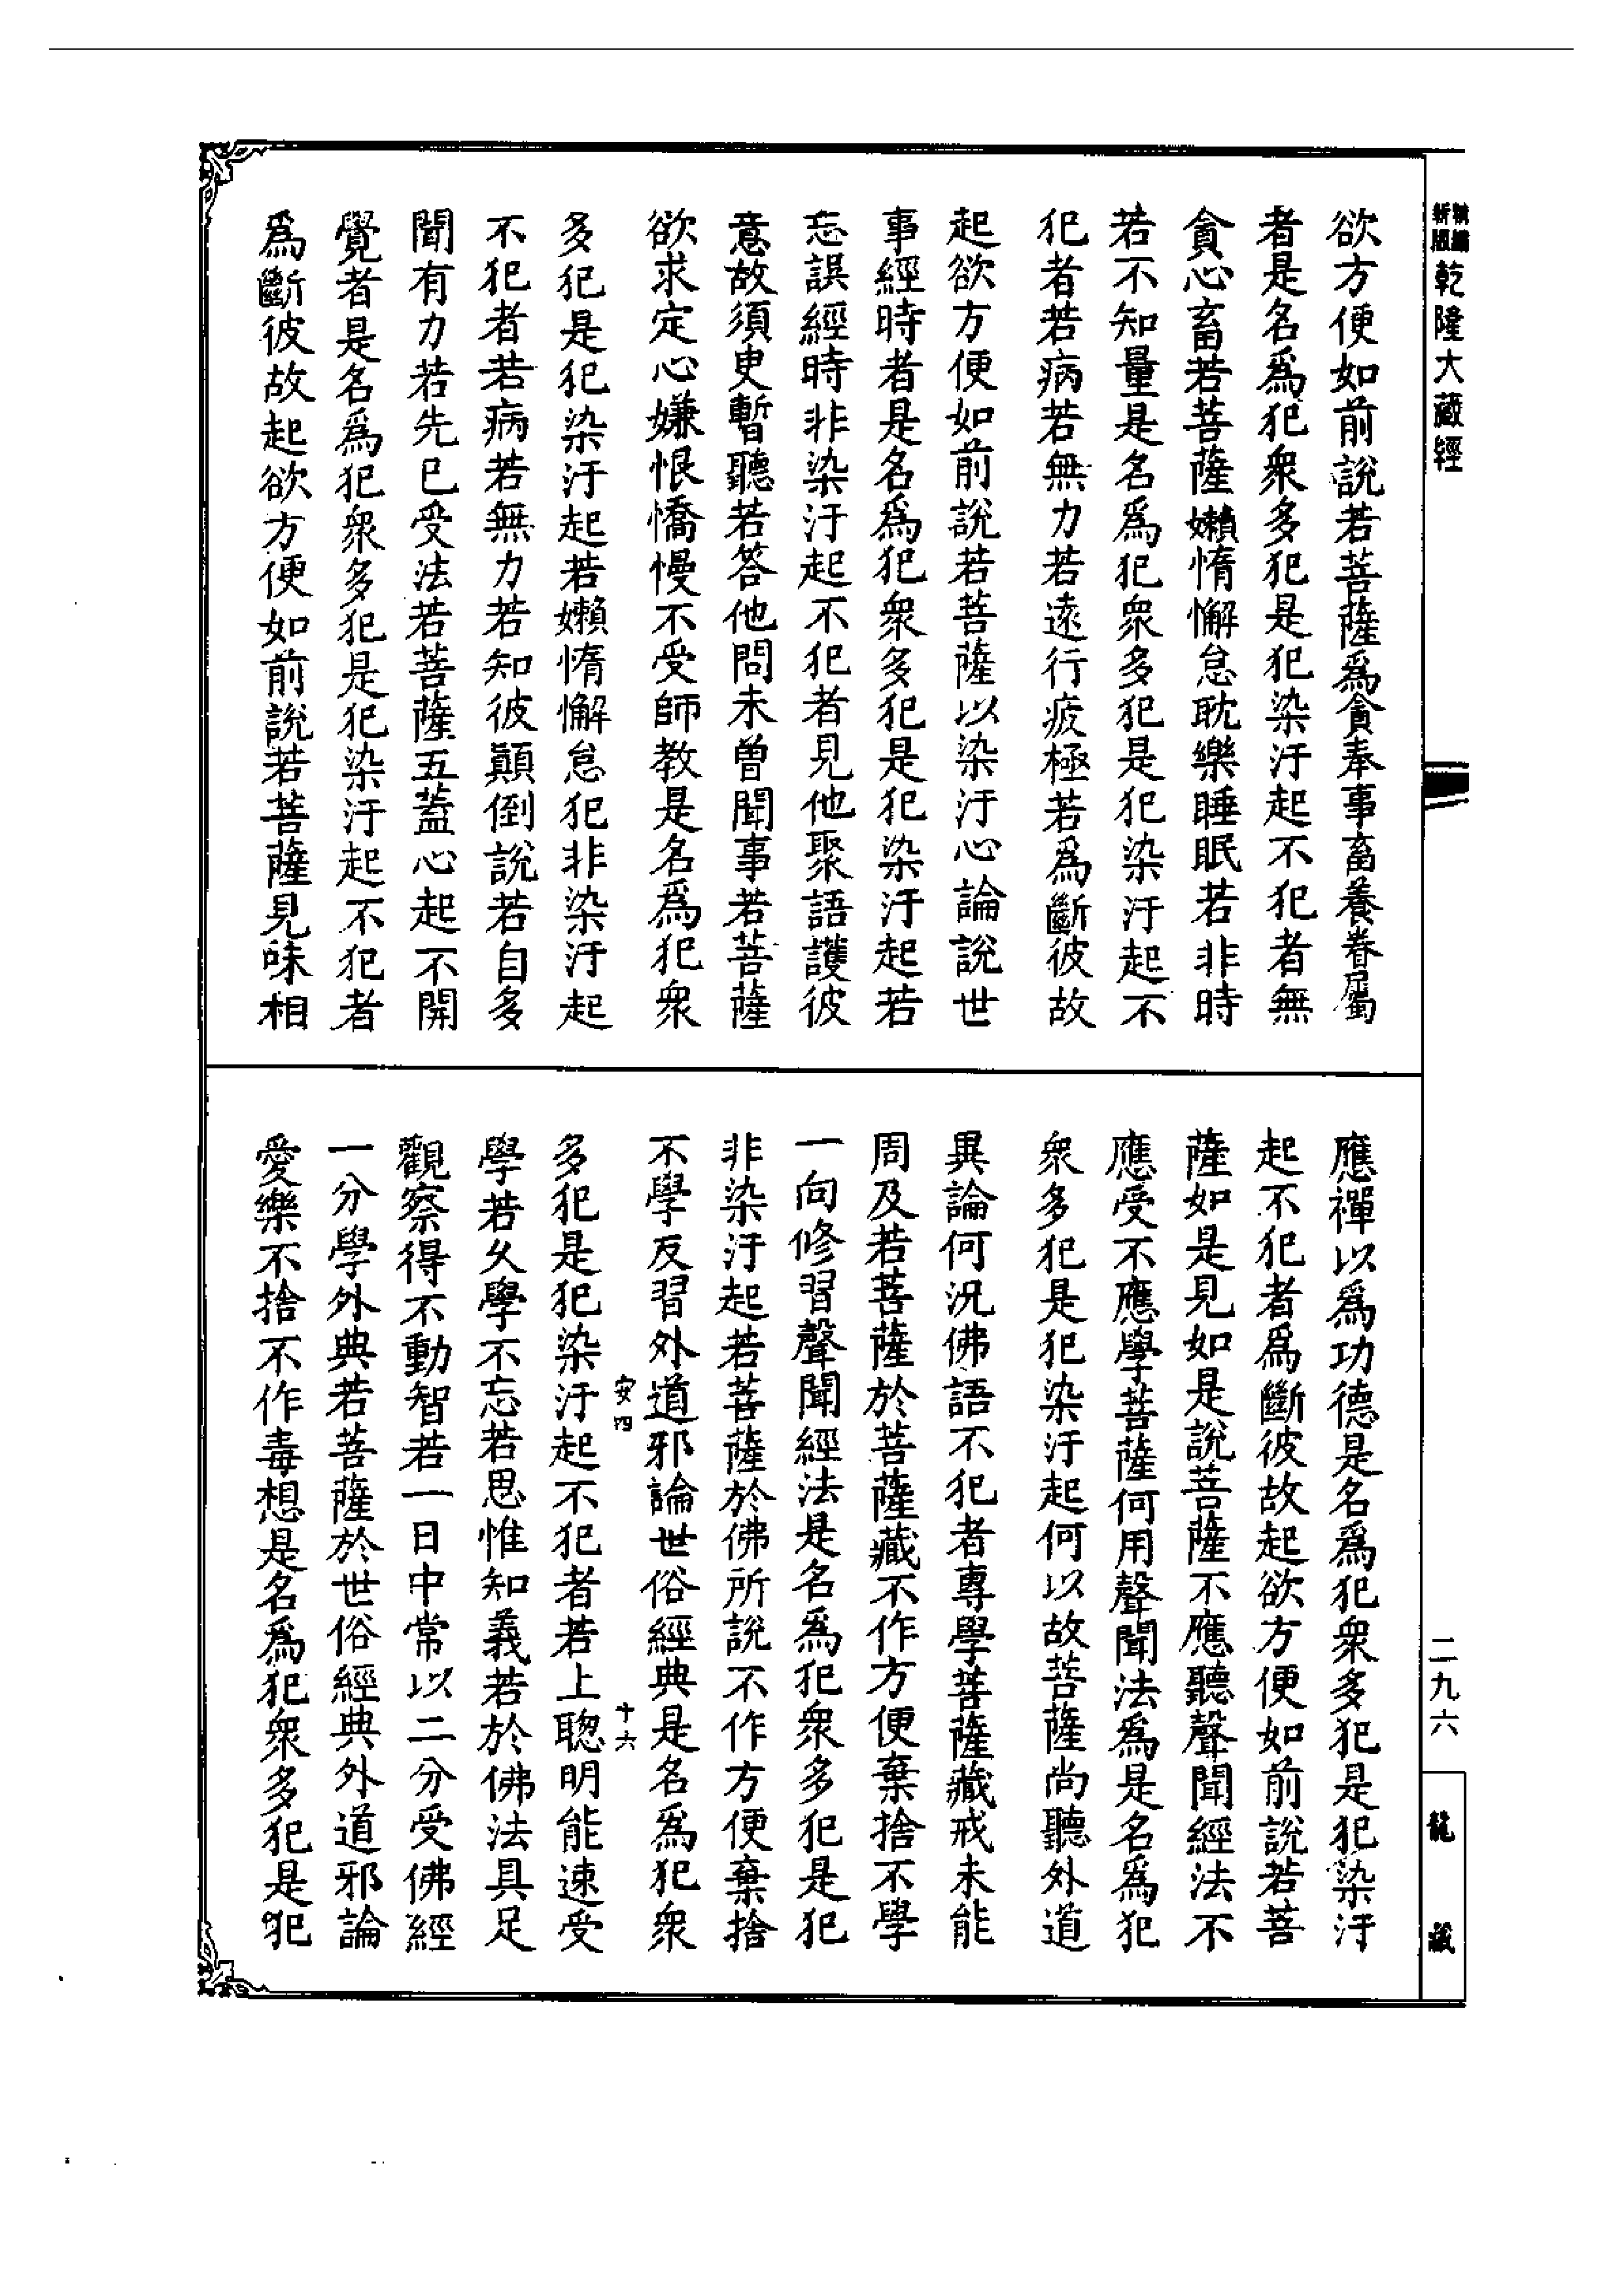 新編
新版
乾隆大藏經
欲方便如前說若菩薩爲貪奉事畜養眷屬
者是名爲犯衆多犯是犯染汙起不犯者無
貪心畜若菩薩嬾惰懈怠耽樂睡眠若非時
若不知量是名爲犯衆多犯是犯染汙起不
犯者若病若無力若遠行疲極若爲斷彼故
起欲方便如前說若菩薩以染汙心論說世
事經時者是名爲犯衆多犯是犯染汙起若
忘誤經時非染汙起不犯者見他聚語護彼
意故須臾暫聽若答他問未曾聞事若菩薩
欲求定心嫌恨憍慢不受師教是名爲犯衆
多犯是犯染汙起若嬾惰懈怠犯非染汙起
不犯者若病若無力若知彼顚倒說若自多
聞有力若先已受法若菩薩五蓋心起不開
覺者是名爲犯衆多犯是犯染汙起不犯者
爲斷彼故起欲方便如前說若菩薩見味相
應禪以爲功德是名爲犯衆多犯是犯染汙
起不犯者爲斷彼故起欲方便如前說若菩
薩如是見如是說菩薩不應聽聲聞經法不
應受不應學菩薩何用聲聞法爲是名爲犯
衆多犯是犯染汙起何以故菩薩尚聽外道
異論何況佛語不犯者專學菩薩藏戒未能
周及若菩薩於菩薩藏不作方便棄捨不學
一向修習聲聞經法是名爲犯衆多犯是犯
非染汙起若菩薩於佛所說不作方便棄捨
不學反習外道邪論世俗經典是名爲犯衆
安四
十六
多犯是犯染汙起不犯者若上聰明能速受
學若久學不忘若思惟知義若於佛法具足
觀察得不動智若一日中常以二分受佛經
一分學外典若菩薩於世俗經典外道邪論
愛樂不捨不作毒想是名爲犯衆多犯是犯
二九六
龍藏